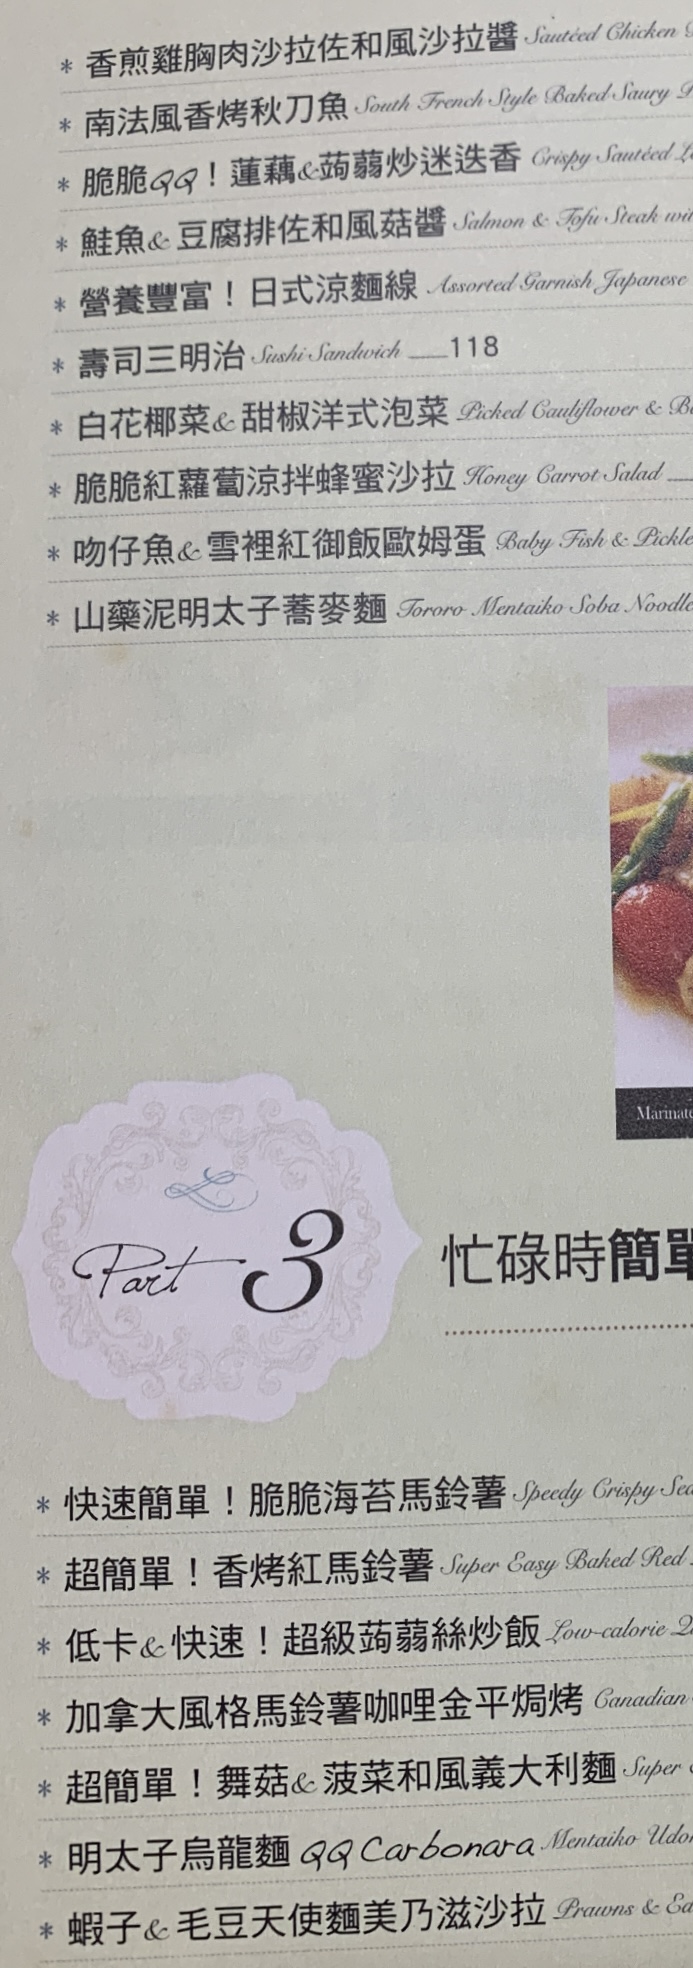 * 香煎雞胸肉沙拉佐和風沙拉醬 Sautéed Chicken
* 南法風香烤秋刀魚 South French Style Baked Saury
* 脆脆QQ！蓮藕&蒟蒻炒迷迭香 Crispy Sautéed
* 鮭魚&豆腐排佐和風菇醬 Salmon & Tofu Steak
* 營養豐富！日式涼麵線 Assorted Garnish Japanese
* 壽司三明治 Sushi Sandwich __118
* 白花椰菜&甜椒洋式泡菜 Picked Cauliflower &
* 脆脆紅蘿蔔涼拌蜂蜜沙拉 Honey Carrot Salad
* 吻仔魚&雪裡紅御飯歐姆蛋 Baby Fish & Pickle
* 山藥泥明太子蕎麥麵 Tororo Mentaiko Soba Noodle
Marinate
Part 3
忙碌時簡單
* 快速簡單！脆脆海苔馬鈴薯 Speedy Crispy Sea
* 超簡單！香烤紅馬鈴薯 Super Easy Baked Red
* 低卡&快速！超級蒟蒻絲炒飯 Low-calorie
* 加拿大風格馬鈴薯咖哩金平焗烤 Canadian
* 超簡單！舞菇&菠菜和風義大利麵 Super
* 明太子烏龍麵 QQ Carbonara Mentaiko Udon
* 蝦子&毛豆天使麵美乃滋沙拉 Prawns & Ed